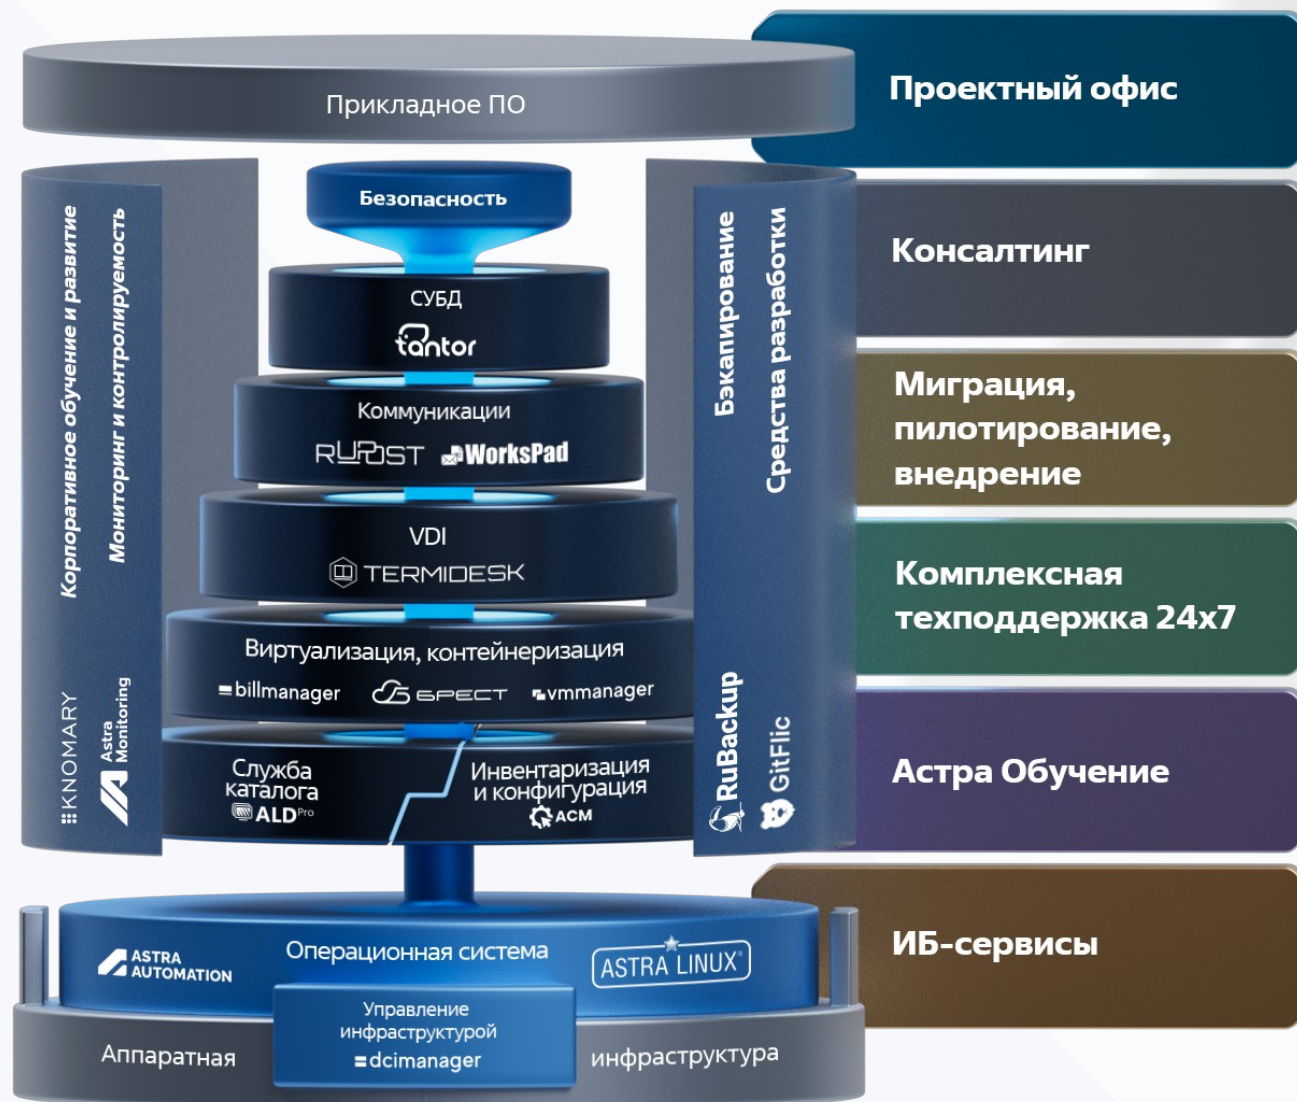 Прикладное ПО
Безопасность
СУБД
tantor
Коммуникации
RUPOST
WorksPad
VDI
TERMIDESK
Виртуализация, контейнеризация
billmanager
БРЕСТ
vmmanager
Служба
каталога
ALD Pro
Инвентаризация
и конфигурация
ACM
Корпоративное обучение и развитие
KNOMARY
Мониторинг и контролируемость
Astra
Monitoring
Бэкапирование
RuBackup
Средства разработки
GitFlic
ASTRA
AUTOMATION
Операционная система
ASTRA LINUX®
Управление
инфраструктурой
dcimanager
Аппаратная
инфраструктура
Проектный офис
Консалтинг
Миграция,
пилотирование,
внедрение
Комплексная
техподдержка 24x7
Астра Обучение
ИБ-сервисы